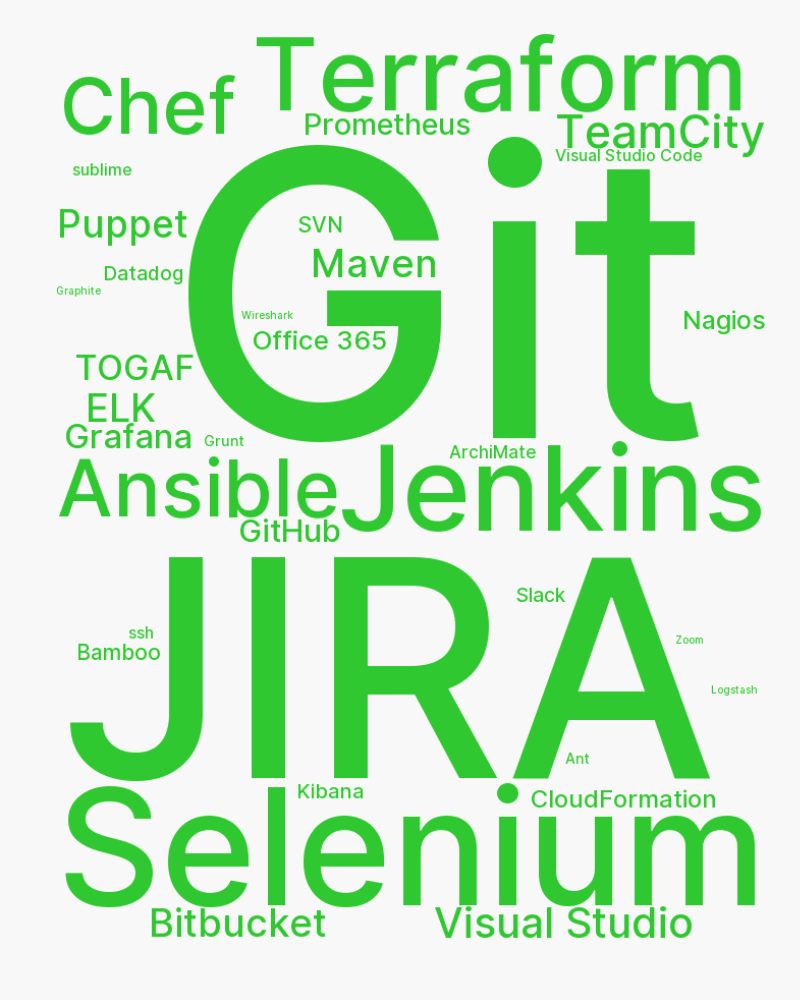 Terraform
Chef
Prometheus
TeamCity
Visual Studio Code
sublime
Git
Puppet
SVN
Maven
Datadog
Graphite
Wireshark
Nagios
Office 365
TOGAF
ELK
Grafana
Grunt
ArchiMate
Ansible
Jenkins
GitHub
JIRA
Slack
ssh
Zoom
Bamboo
Logstash
Ant
Kibana
CloudFormation
Selenium
Bitbucket
Visual Studio